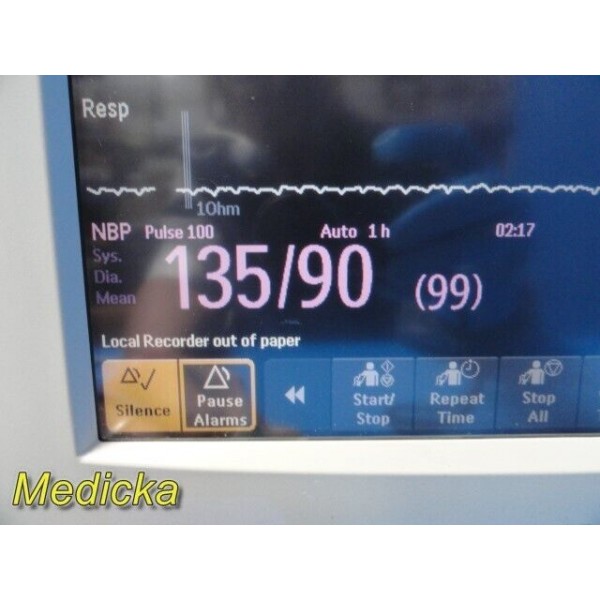 Resp
10hm
NBP Pulse 100 Auto 1 h 02:17
Sys.
Dia.
Mean
135/90 (99)
Local Recorder out of paper
Silence
Pause
Alarms
Start/
Stop
Repeat
Time
Stop
All
Medicka